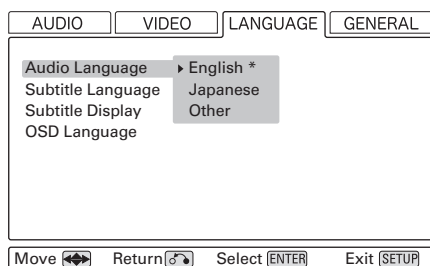 AUDIO VIDEO LANGUAGE GENERAL
Audio Language English *
Subtitle Language Japanese
Subtitle Display Other
OSD Language
Move Return Select ENTER Exit SETUP